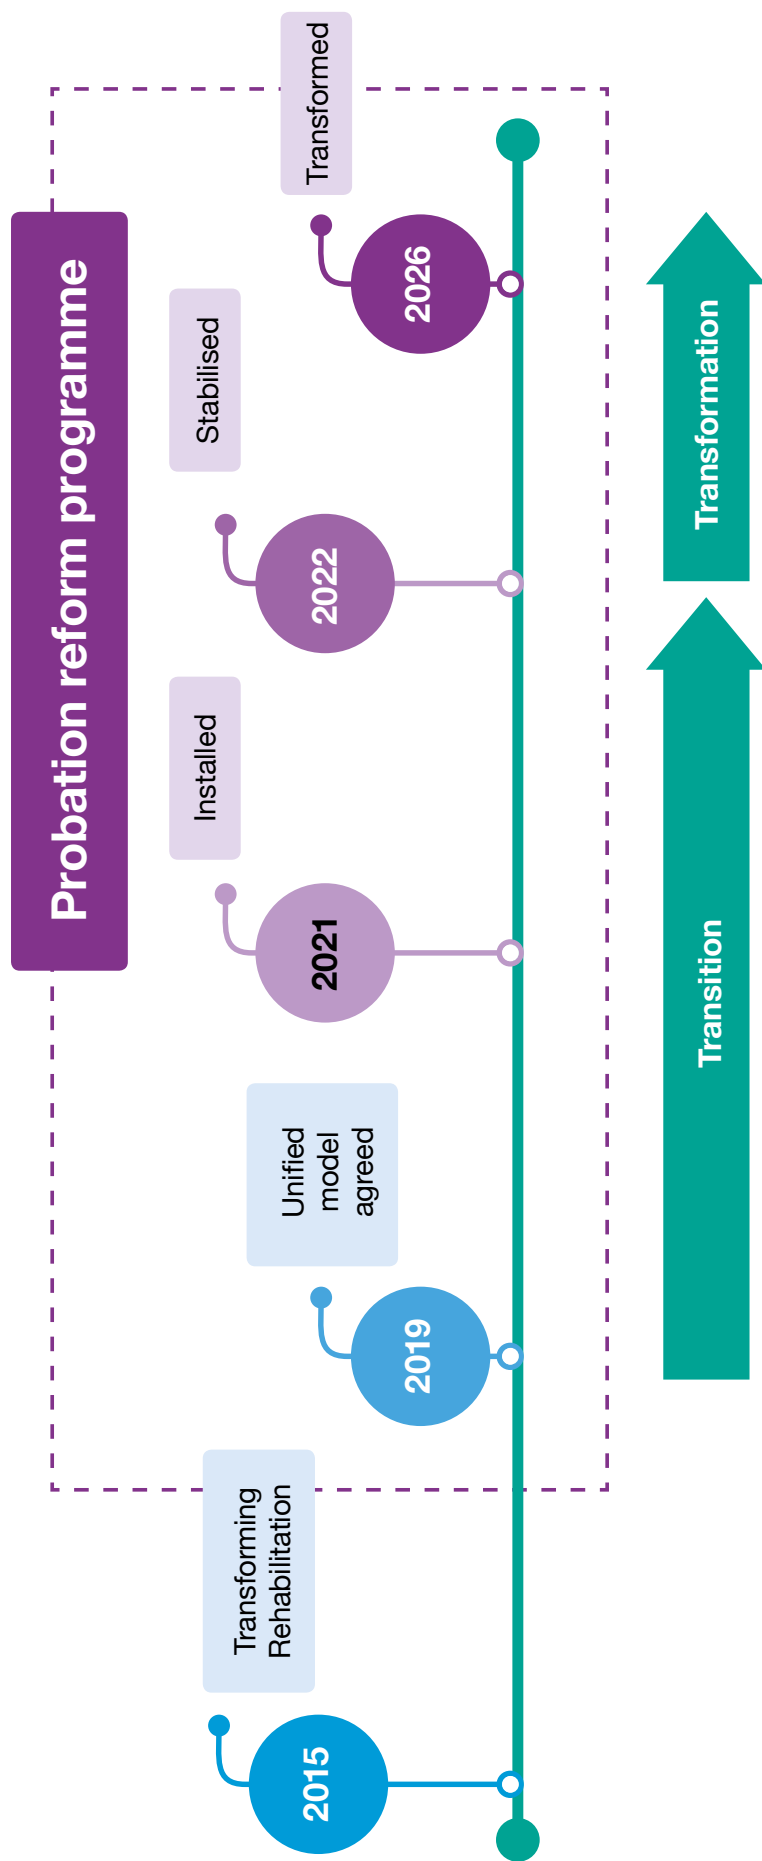 Probation reform programme
2015
Transforming
Rehabilitation
2019
Unified
model
agreed
2021
Installed
2022
Stabilised
2026
Transformed
Transition
Transformation